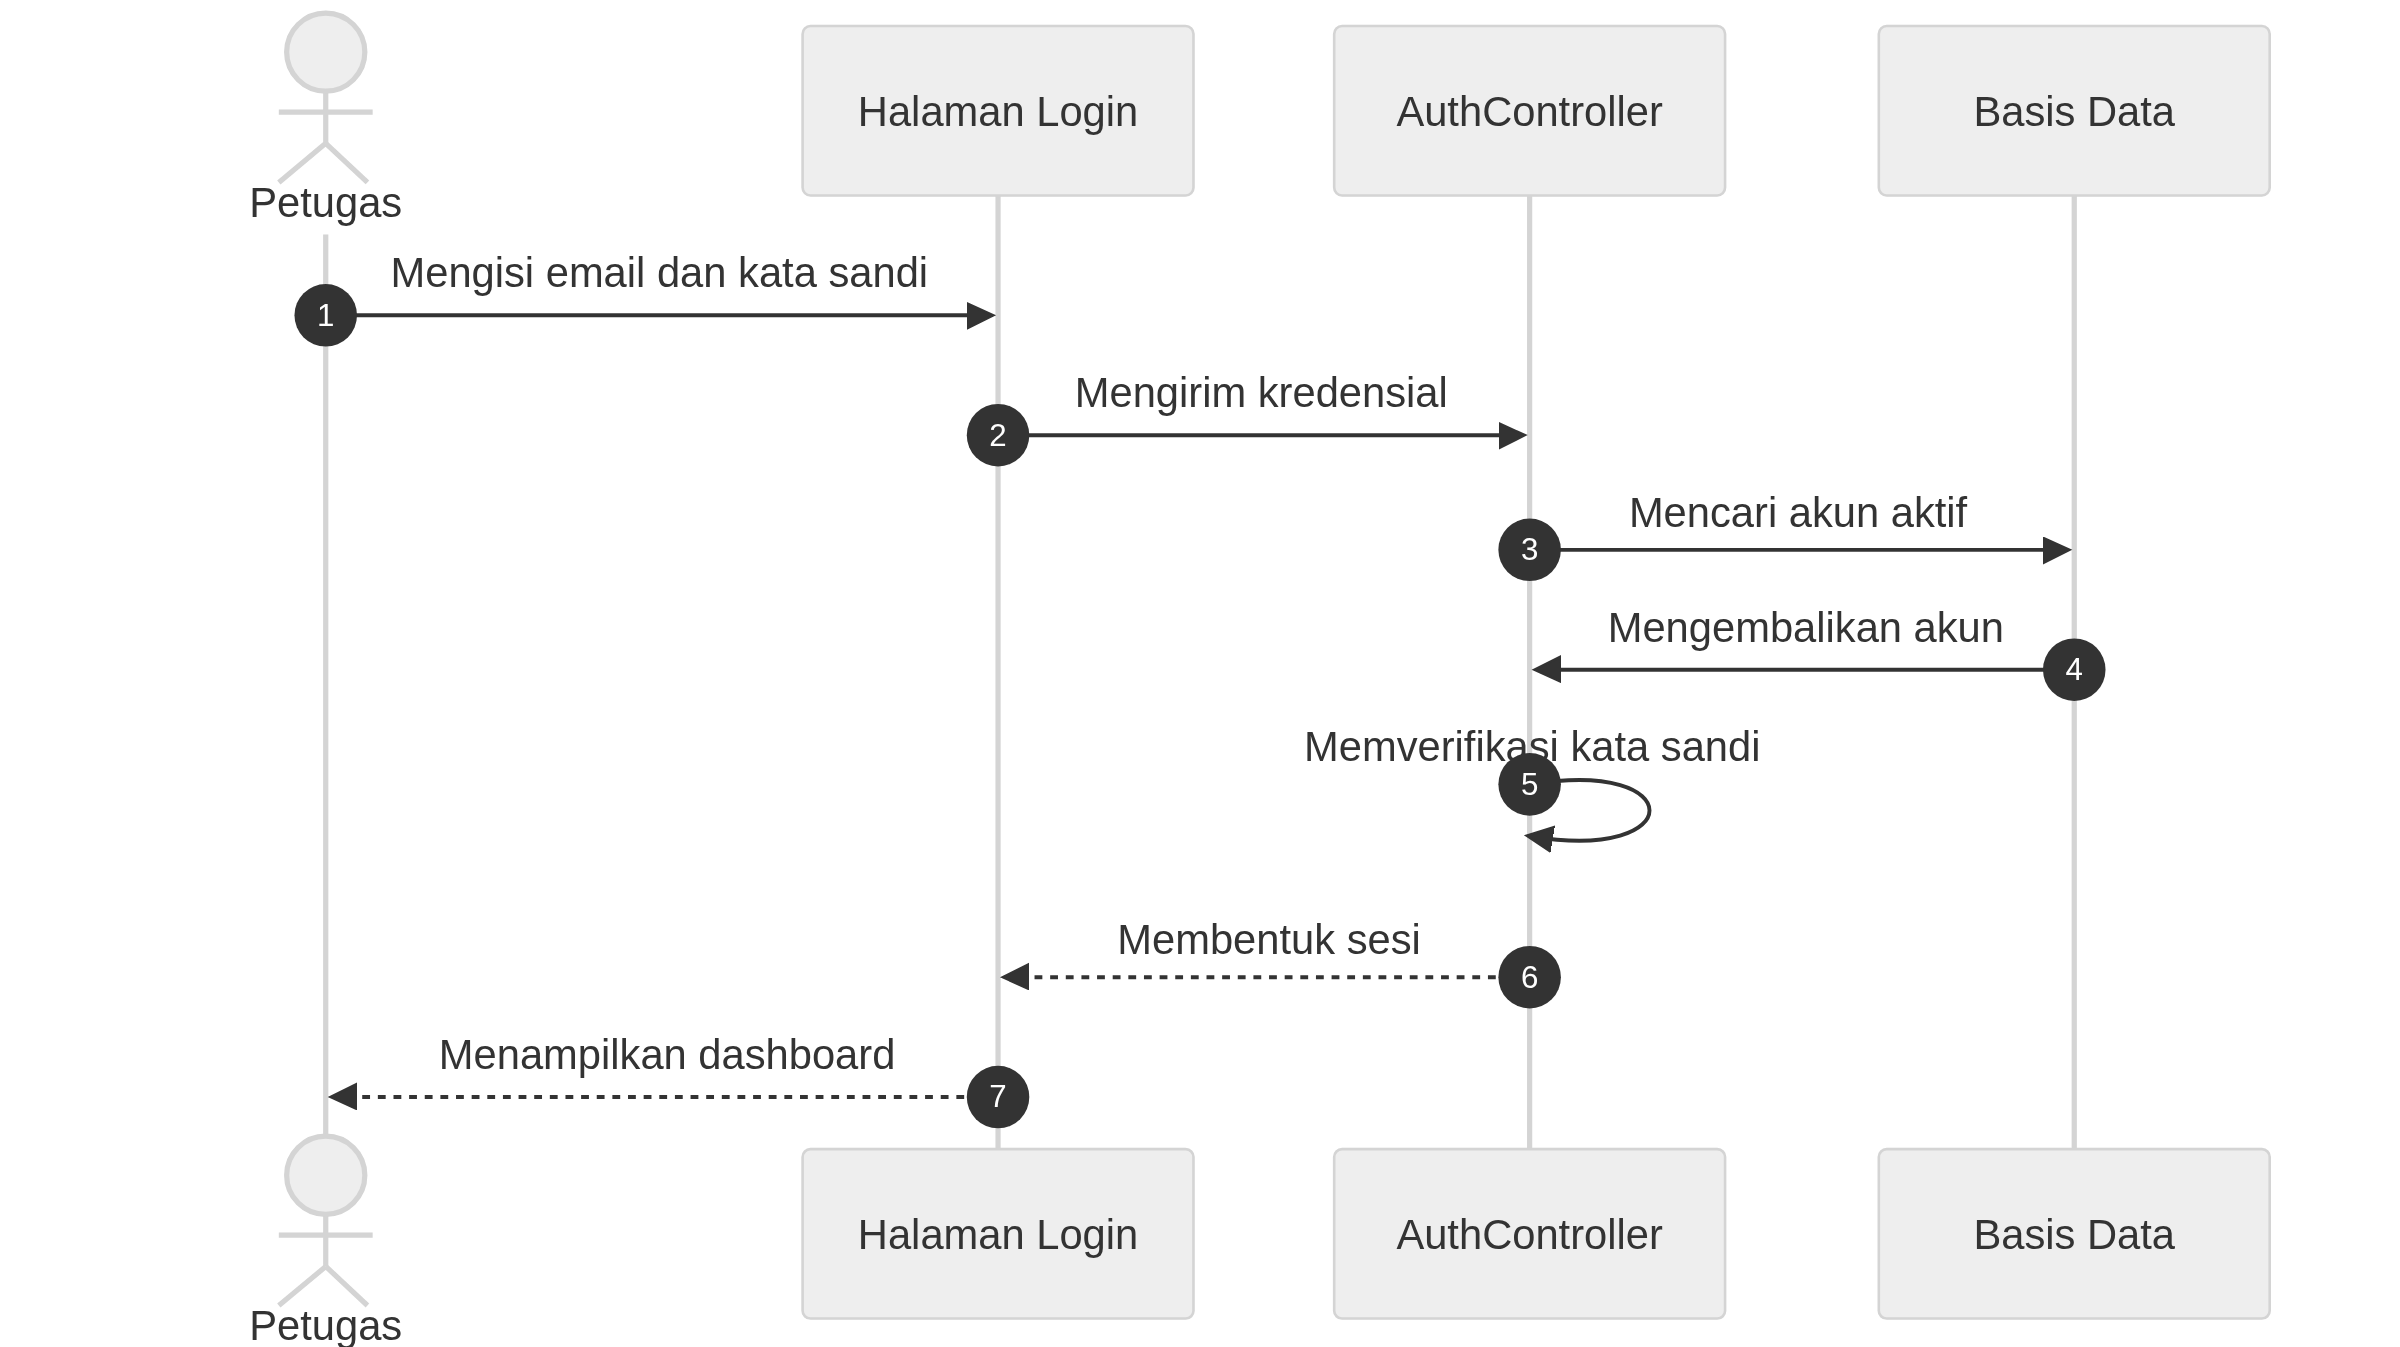 Petugas
Halaman Login
AuthController
Basis Data
Mengisi email dan kata sandi
1
Mengirim kredensial
2
Mencari akun aktif
3
Mengembalikan akun
4
Memverifikasi kata sandi
5
Membentuk sesi
6
Menampilkan dashboard
7
Petugas
Halaman Login
AuthController
Basis Data